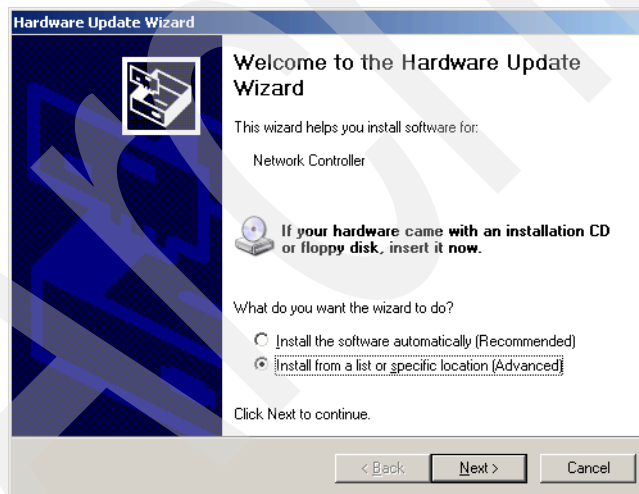 Hardware Update Wizard
Welcome to the Hardware Update
Wizard
This wizard helps you install software for:
Network Controller
If your hardware came with an installation CD
or floppy disk, insert it now.
What do you want the wizard to do?
Install the software automatically (Recommended)
Install from a list or specific location (Advanced)
Click Next to continue.
< Back
Next >
Cancel